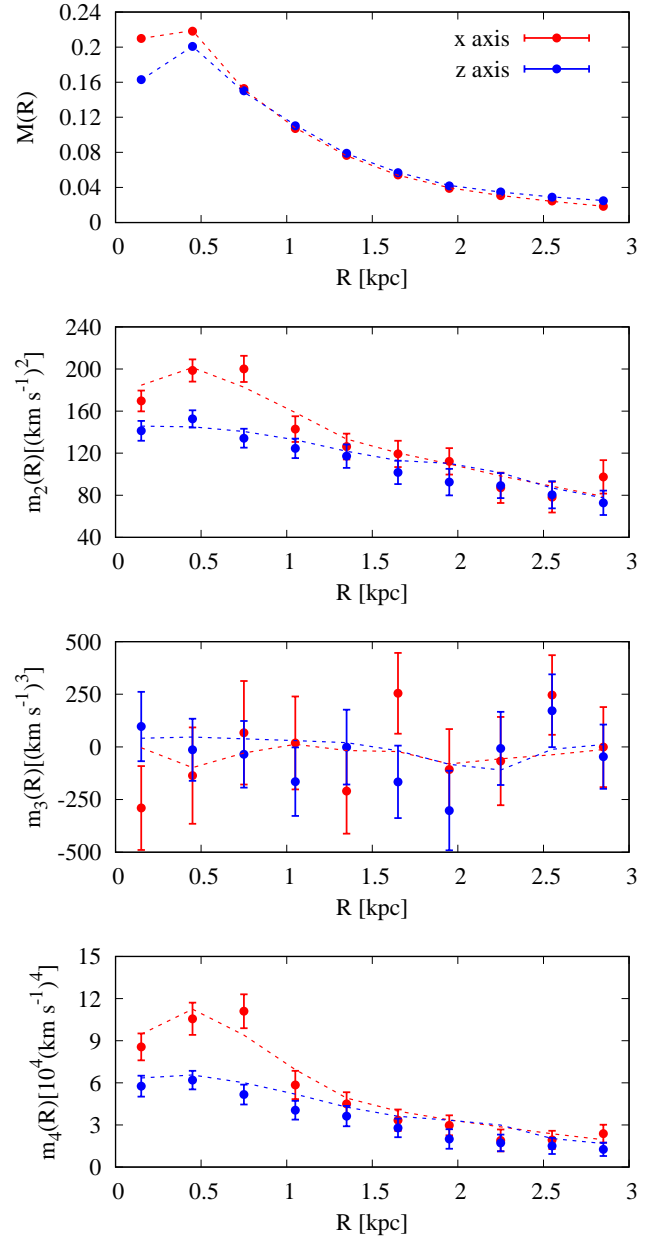 0.24
0.2
0.16
0.12
0.08
0.04
0
M(R)
x axis
z axis
0 0.5 1 1.5 2 2.5 3
R [kpc]
240
200
160
120
80
40
m2(R)[(km s-1)2]
0 0.5 1 1.5 2 2.5 3
R [kpc]
500
250
0
-250
-500
m3(R)[(km s-1)3]
0 0.5 1 1.5 2 2.5 3
R [kpc]
15
12
9
6
3
0
m4(R)[104(km s-1)4]
0 0.5 1 1.5 2 2.5 3
R [kpc]